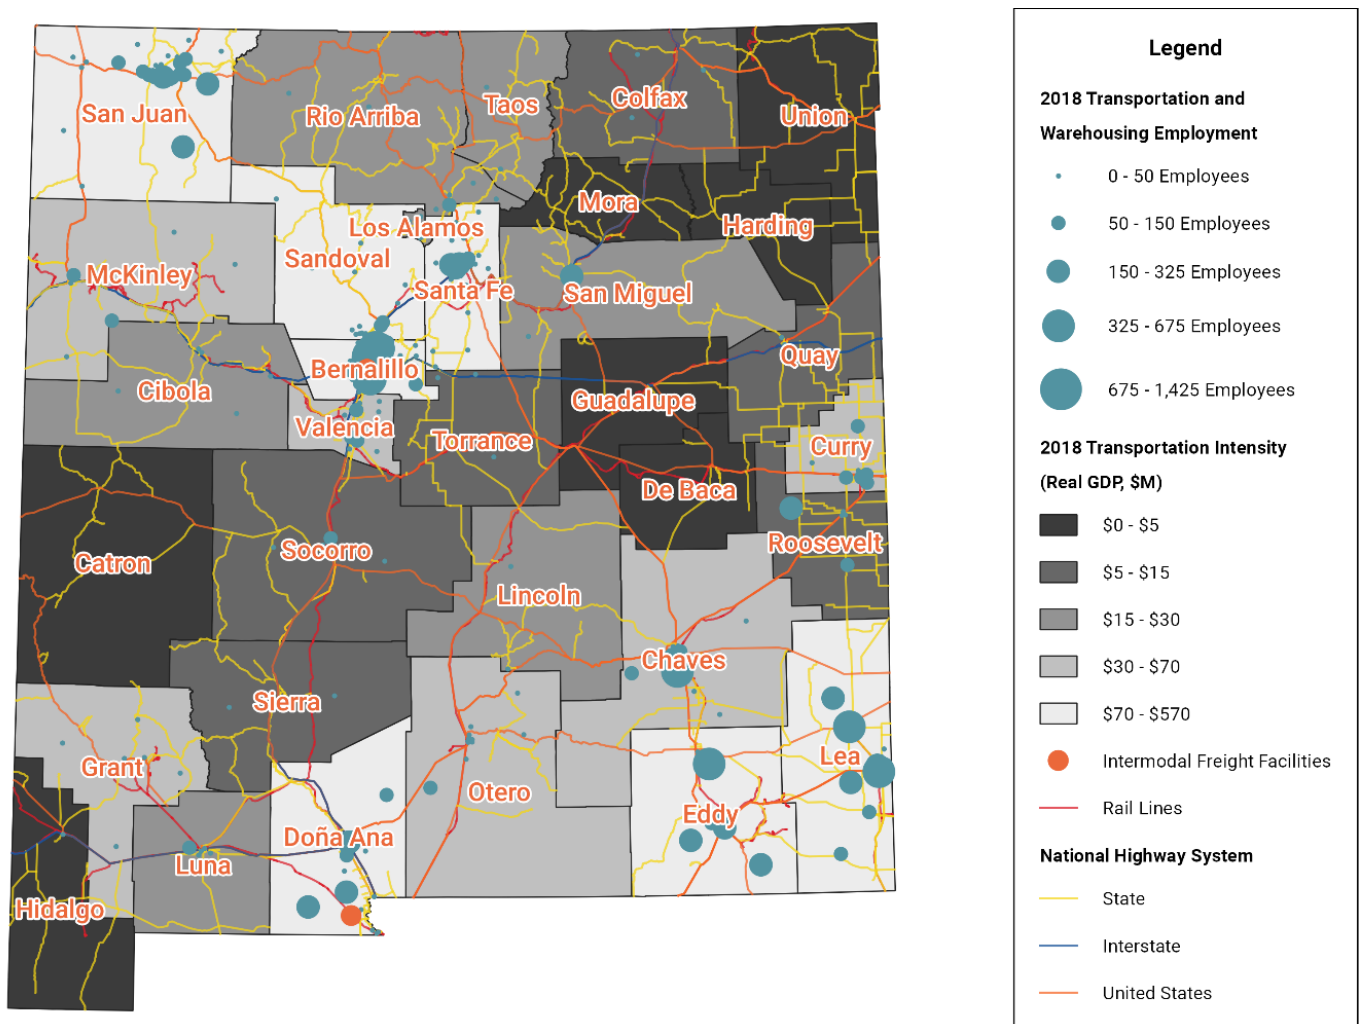 San Juan
Rio Arriba
Taos
Colfax
Union
Mora
Harding
Los Alamos
Sandoval
McKinley
Santa Fe
San Miguel
Bernalillo
Quay
Cibola
Guadalupe
Valencia
Torrance
Curry
De Baca
Catron
Socorro
Roosevelt
Lincoln
Chaves
Sierra
Grant
Otero
Lea
Eddy
Doña Ana
Luna
Hidalgo
Legend
2018 Transportation and
Warehousing Employment
0 - 50 Employees
50 - 150 Employees
150 - 325 Employees
325 - 675 Employees
675 - 1,425 Employees
2018 Transportation Intensity
(Real GDP, $M)
$0 - $5
$5 - $15
$15 - $30
$30 - $70
$70 - $570
Intermodal Freight Facilities
Rail Lines
National Highway System
State
Interstate
United States